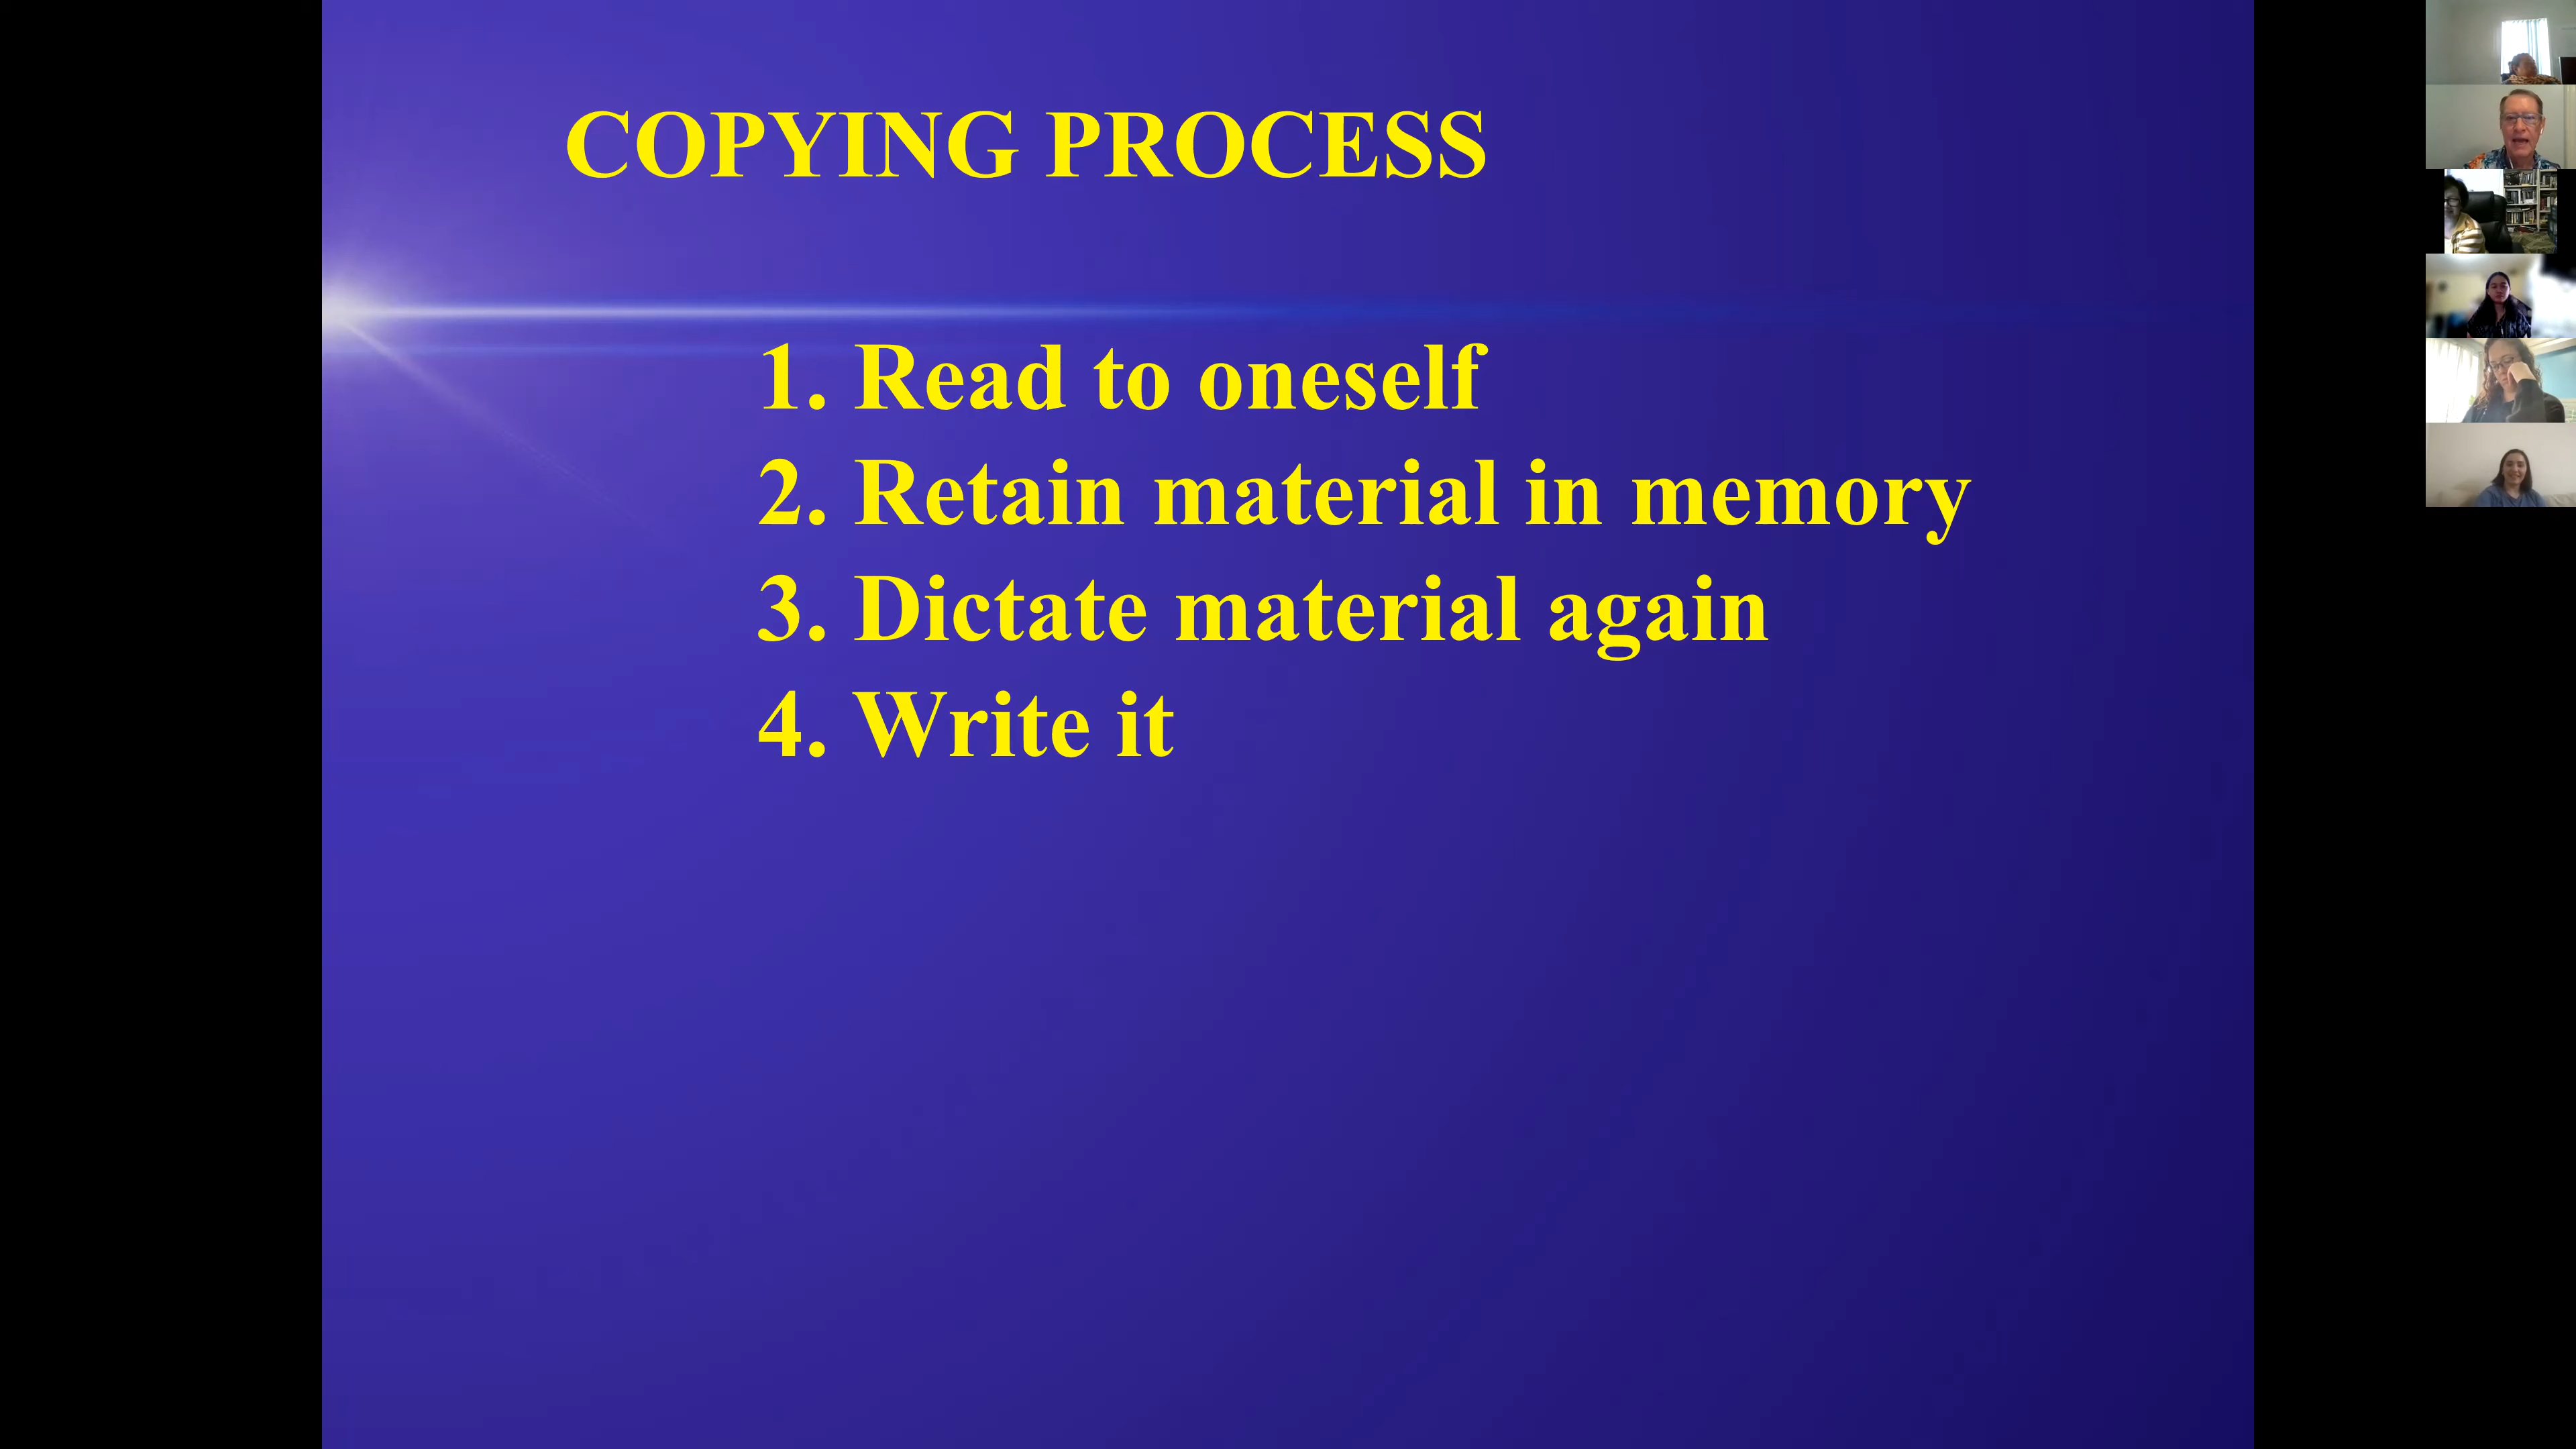 COPYING PROCESS
1. Read to oneself
2. Retain material in memory
3. Dictate material again
4. Write it